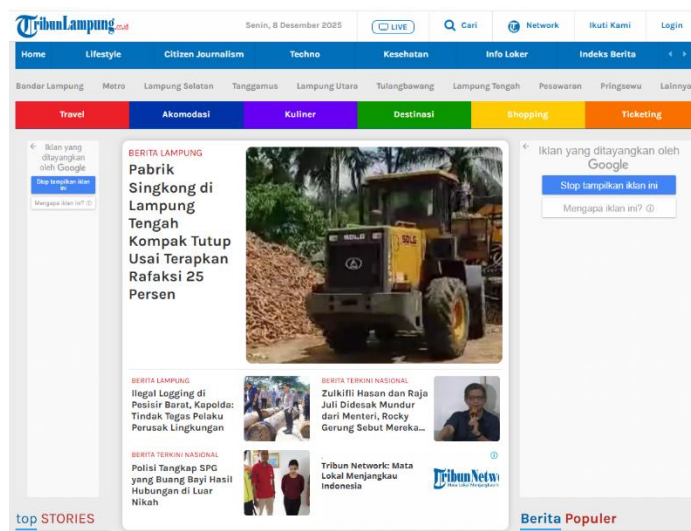 TribunLampung.co.id
Senin, 8 Desember 2025
LIVE
Cari
Network
Ikuti Kami
Login
Home
Lifestyle
Citizen Journalism
Techno
Kesehatan
Info Loker
Indeks Berita
Bandar Lampung
Metro
Lampung Selatan
Tanggamus
Lampung Utara
Tulangbawang
Lampung Tengah
Pesawaran
Pringsewu
Lainnya
Travel
Akomodasi
Kuliner
Destinasi
Shopping
Ticketing
Iklan yang
ditayangkan
oleh Google
Stop tampilkan iklan
ini
Mengapa iklan ini?
BERITA LAMPUNG
Pabrik
Singkong di
Lampung
Tengah
Kompak Tutup
Usai Terapkan
Rafaksi 25
Persen
SDLG
SDLG
Iklan yang ditayangkan oleh
Google
Stop tampilkan iklan ini
Mengapa iklan ini?
BERITA LAMPUNG
Ilegal Logging di
Pesisir Barat, Kapolda:
Tindak Tegas Pelaku
Perusak Lingkungan
BERITA TERKINI NASIONAL
Zulkifli Hasan dan Raja
Juli Didesak Mundur
dari Menteri, Rocky
Gerung Sebut Mereka...
BERITA TERKINI NASIONAL
Polisi Tangkap SPG
yang Buang Bayi Hasil
Hubungan di Luar
Nikah
Tribun Network: Mata
Lokal Menjangkau
Indonesia
TribunNetw
top STORIES
Berita Populer